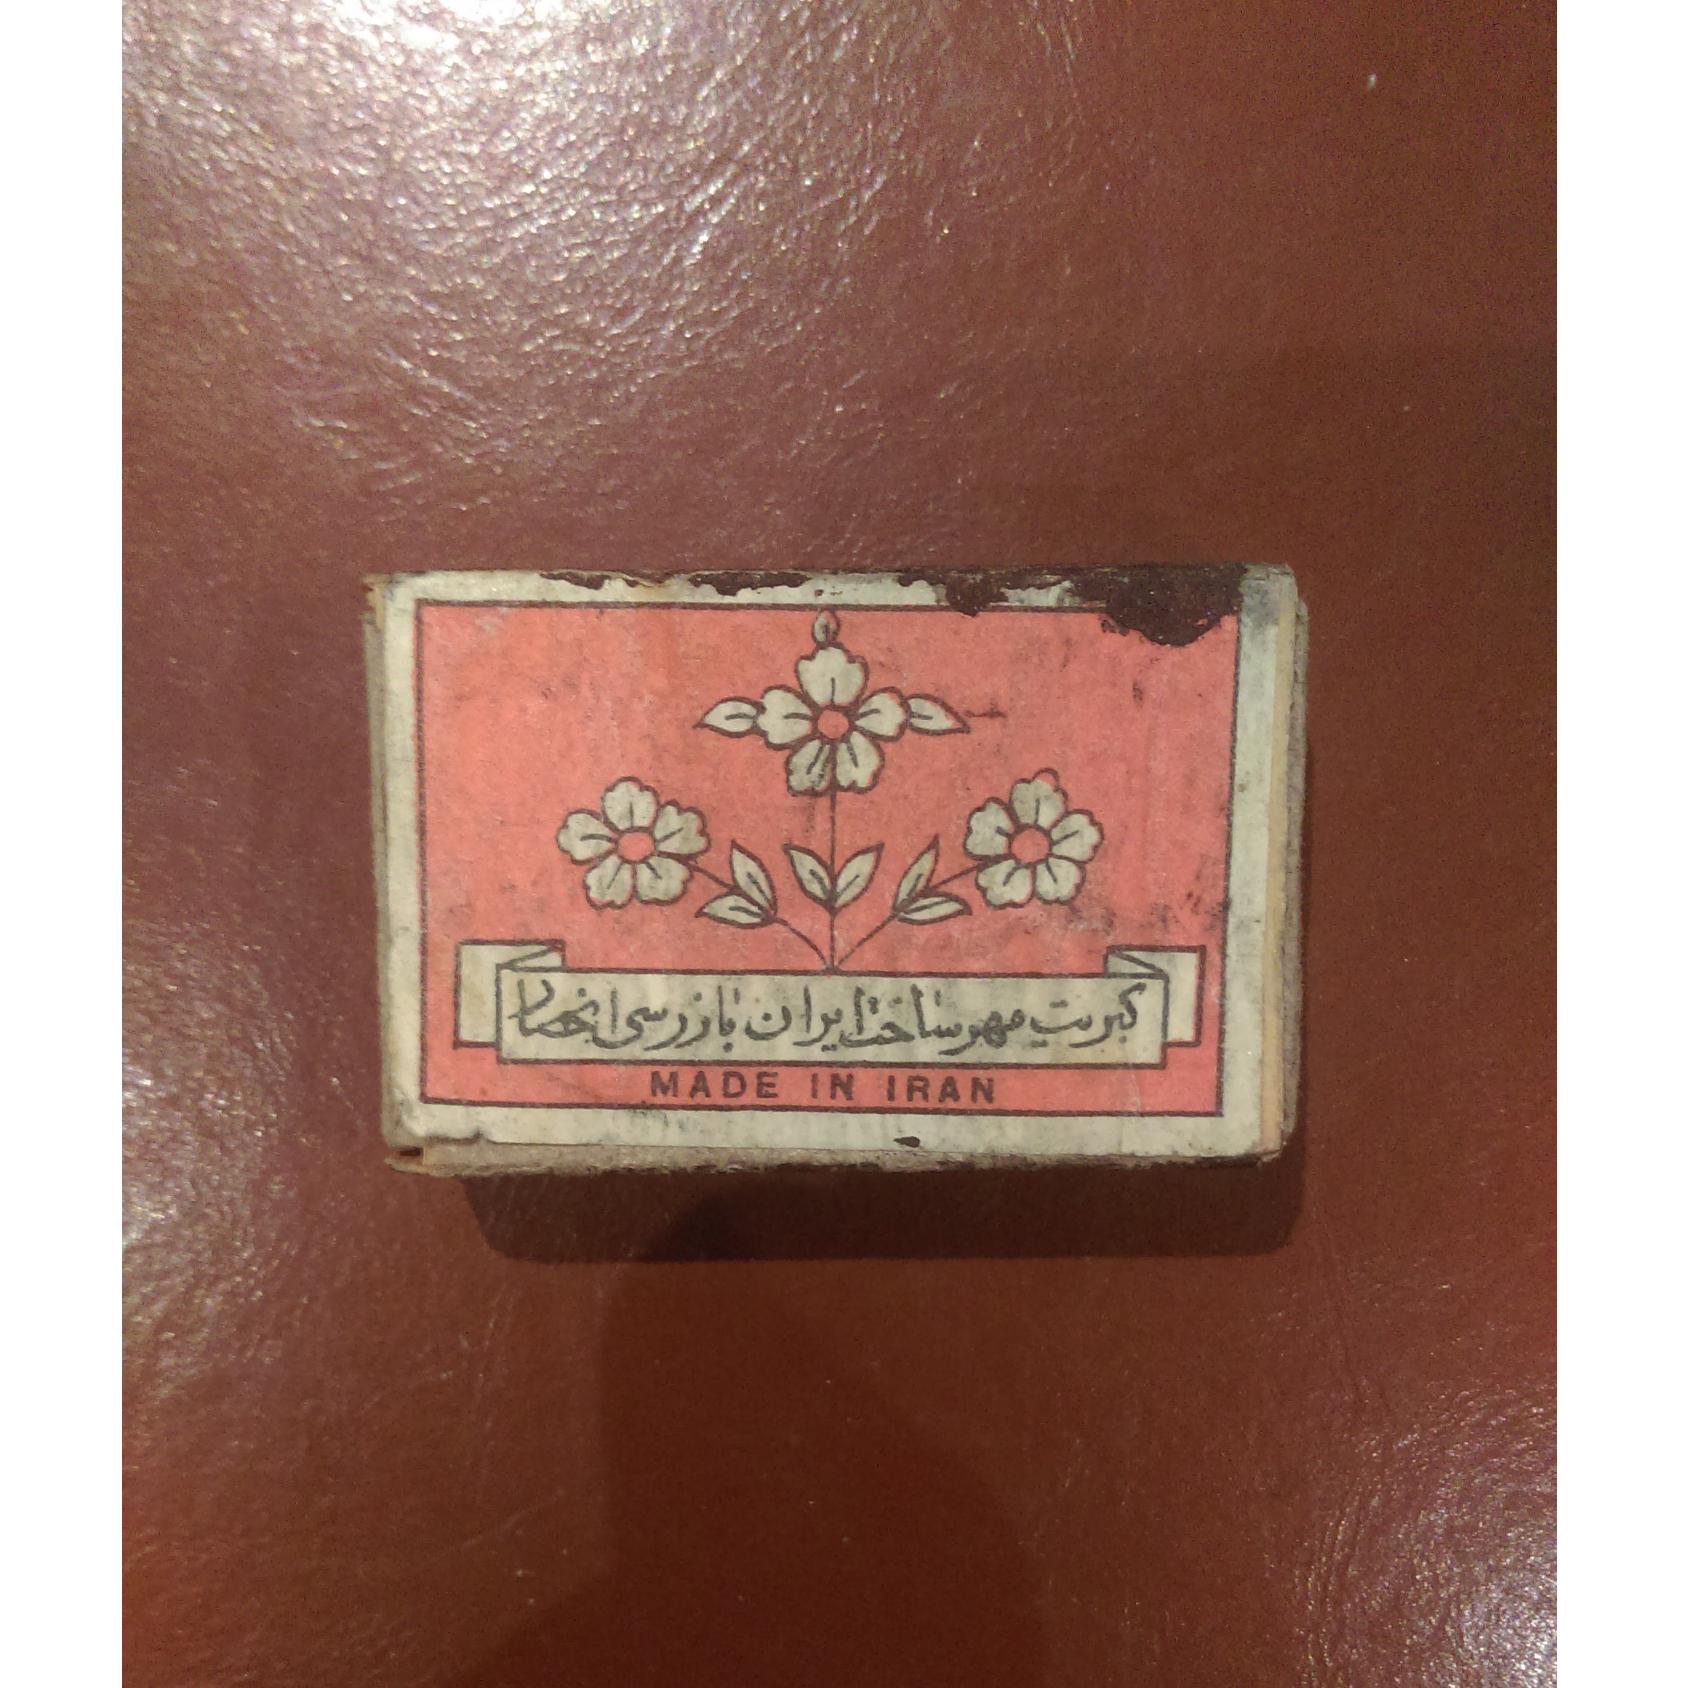 کبریت مهر ساخت ایران بازرسی انحصار
MADE IN IRAN